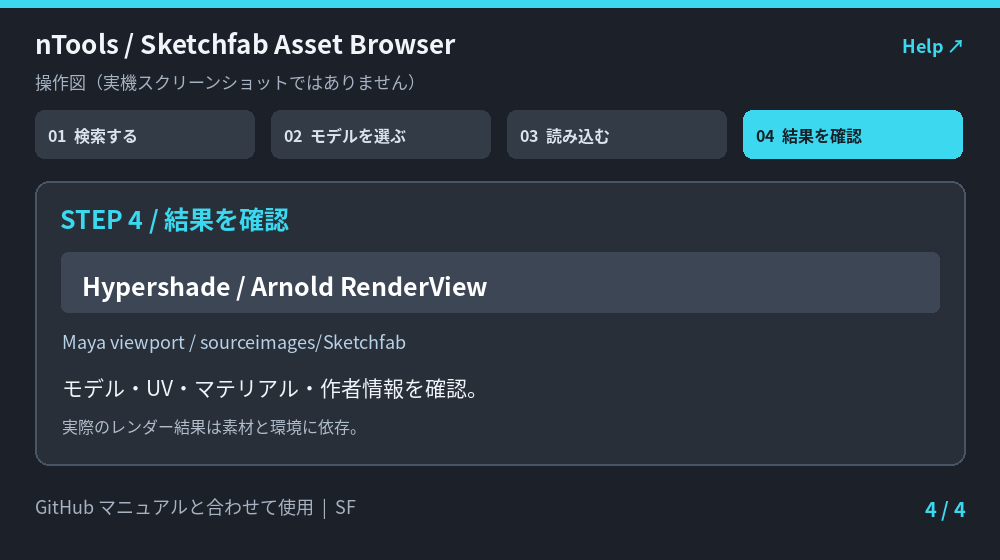 nTools / Sketchfab Asset Browser
Help ↗
操作図（実機スクリーンショットではありません）
01 検索する
02 モデルを選ぶ
03 読み込む
04 結果を確認
STEP 4 / 結果を確認
Hypershade / Arnold RenderView
Maya viewport / sourceimages/Sketchfab
モデル・UV・マテリアル・作者情報を確認。
実際のレンダー結果は素材と環境に依存。
GitHub マニュアルと合わせて使用 | SF
4 / 4